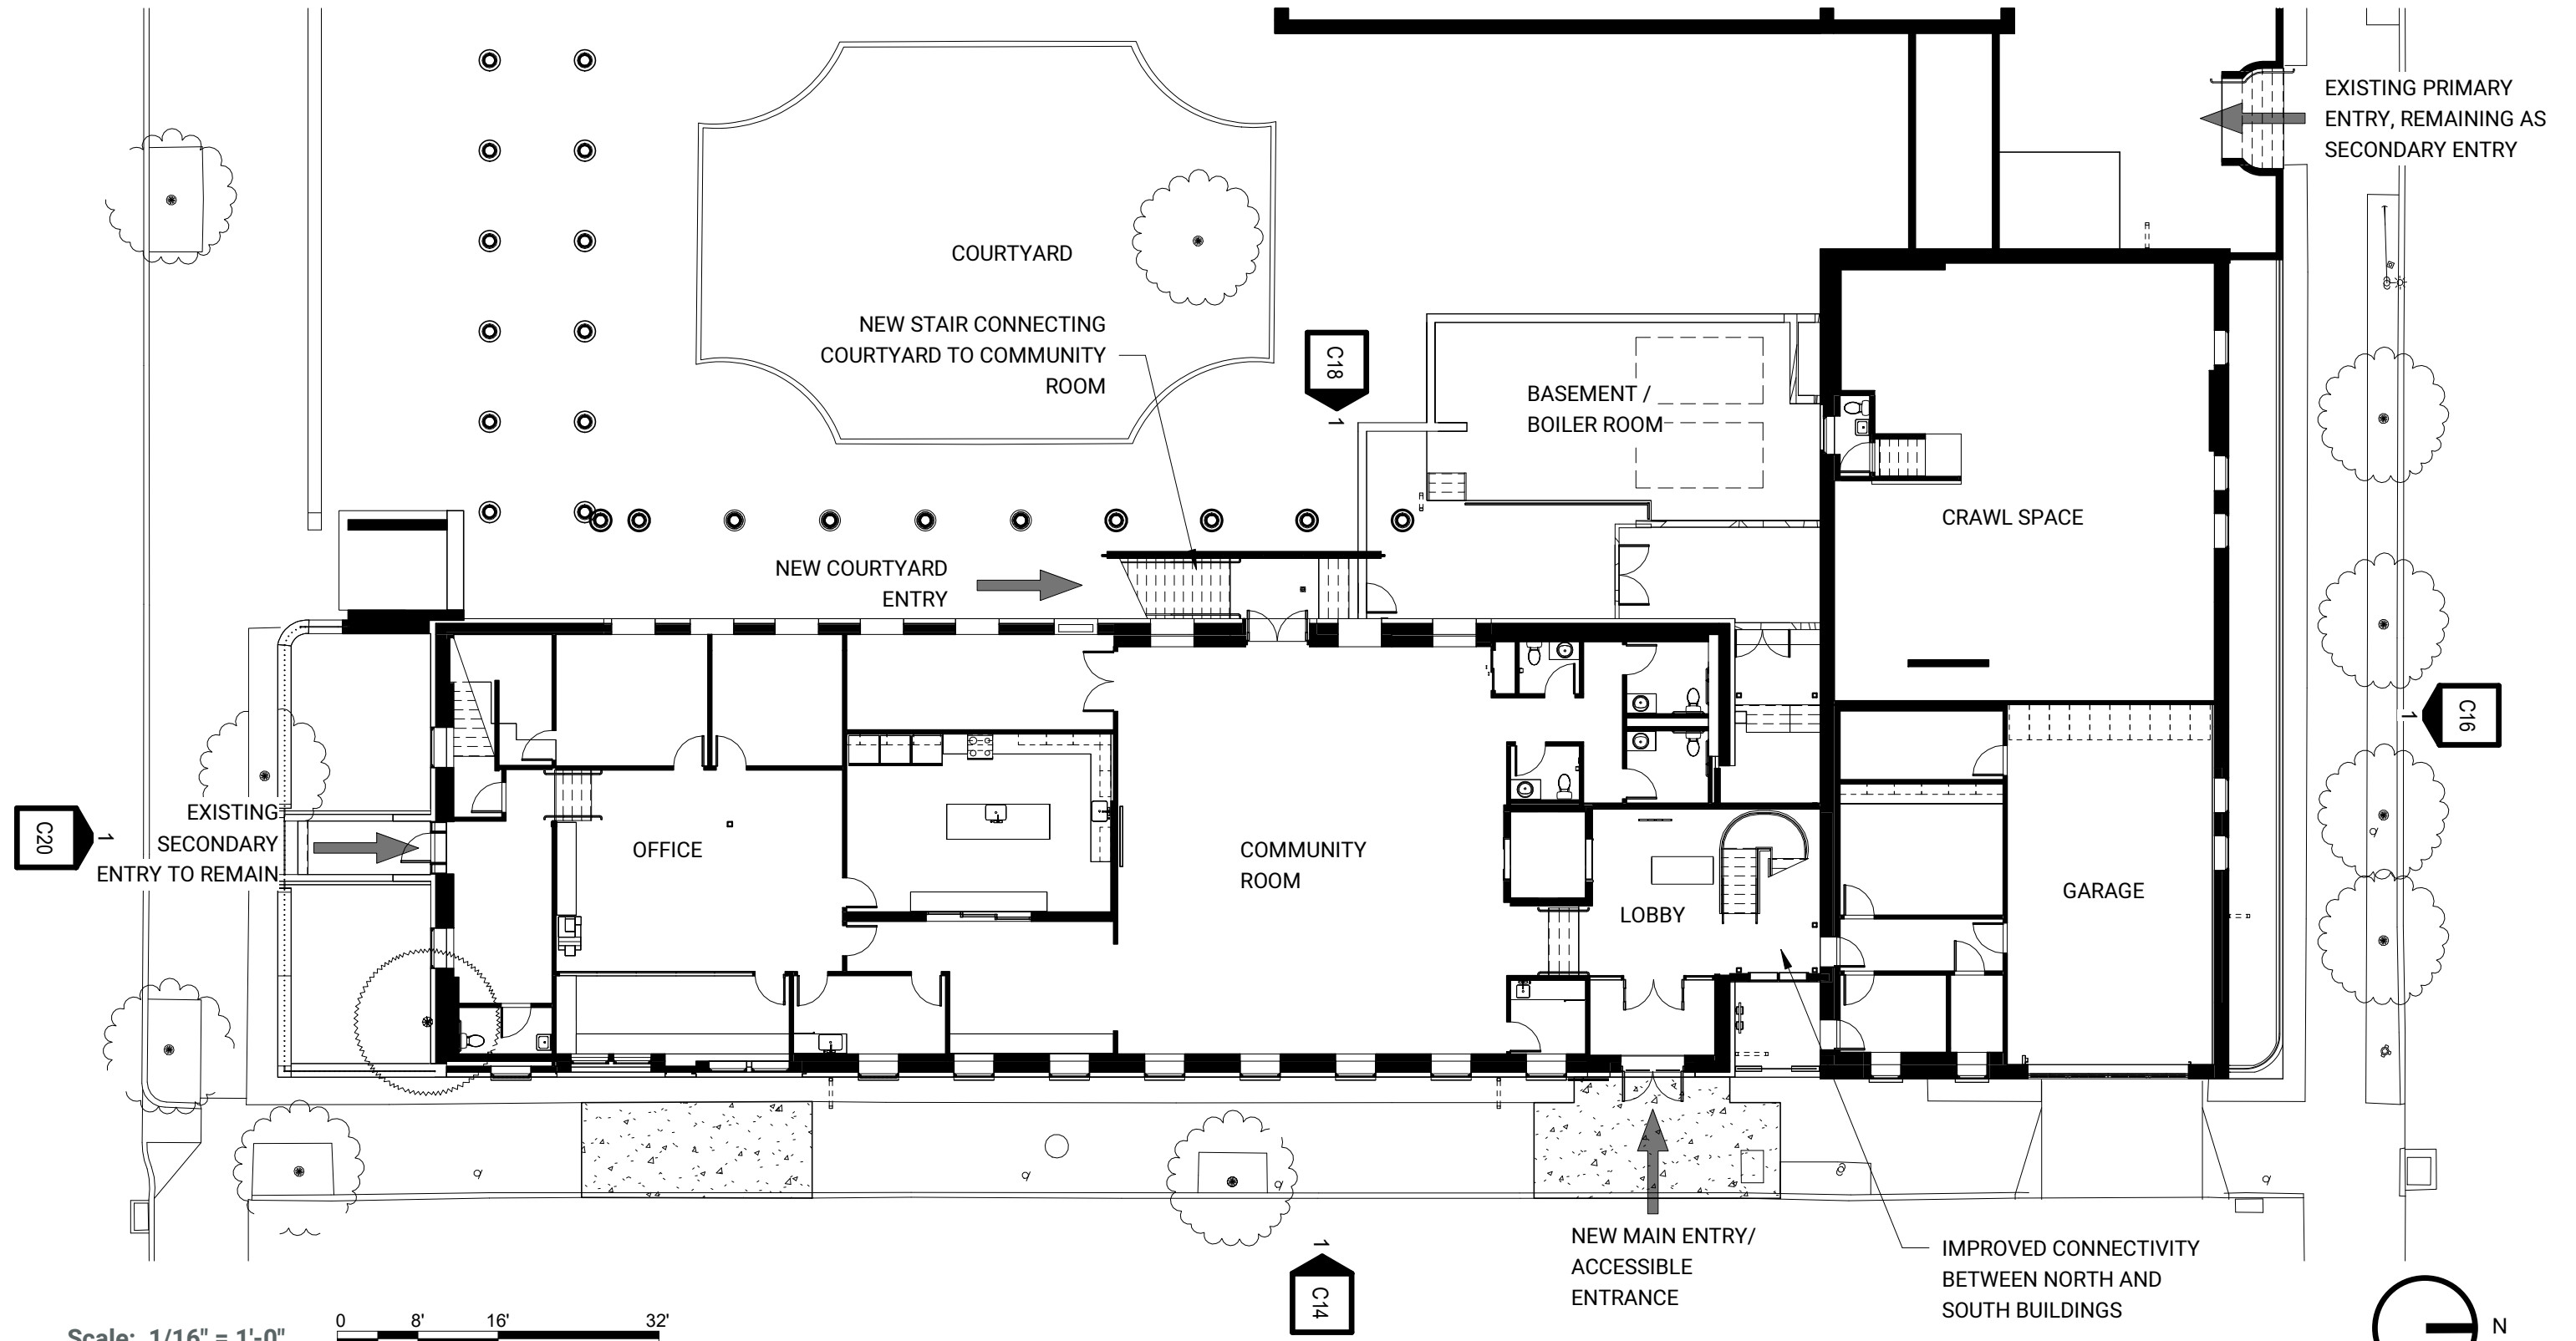 EXISTING PRIMARY
ENTRY, REMAINING AS
SECONDARY ENTRY
COURTYARD
NEW STAIR CONNECTING
COURTYARD TO COMMUNITY
ROOM
C18
1
BASEMENT /
BOILER ROOM
CRAWL SPACE
NEW COURTYARD
ENTRY
C16
1
EXISTING
SECONDARY
ENTRY TO REMAIN
C20
1
OFFICE
COMMUNITY
ROOM
LOBBY
GARAGE
NEW MAIN ENTRY/
ACCESSIBLE
ENTRANCE
IMPROVED CONNECTIVITY
BETWEEN NORTH AND
SOUTH BUILDINGS
1
C14
Scale: 1/16" = 1'-0"
0 8' 16' 32'
N